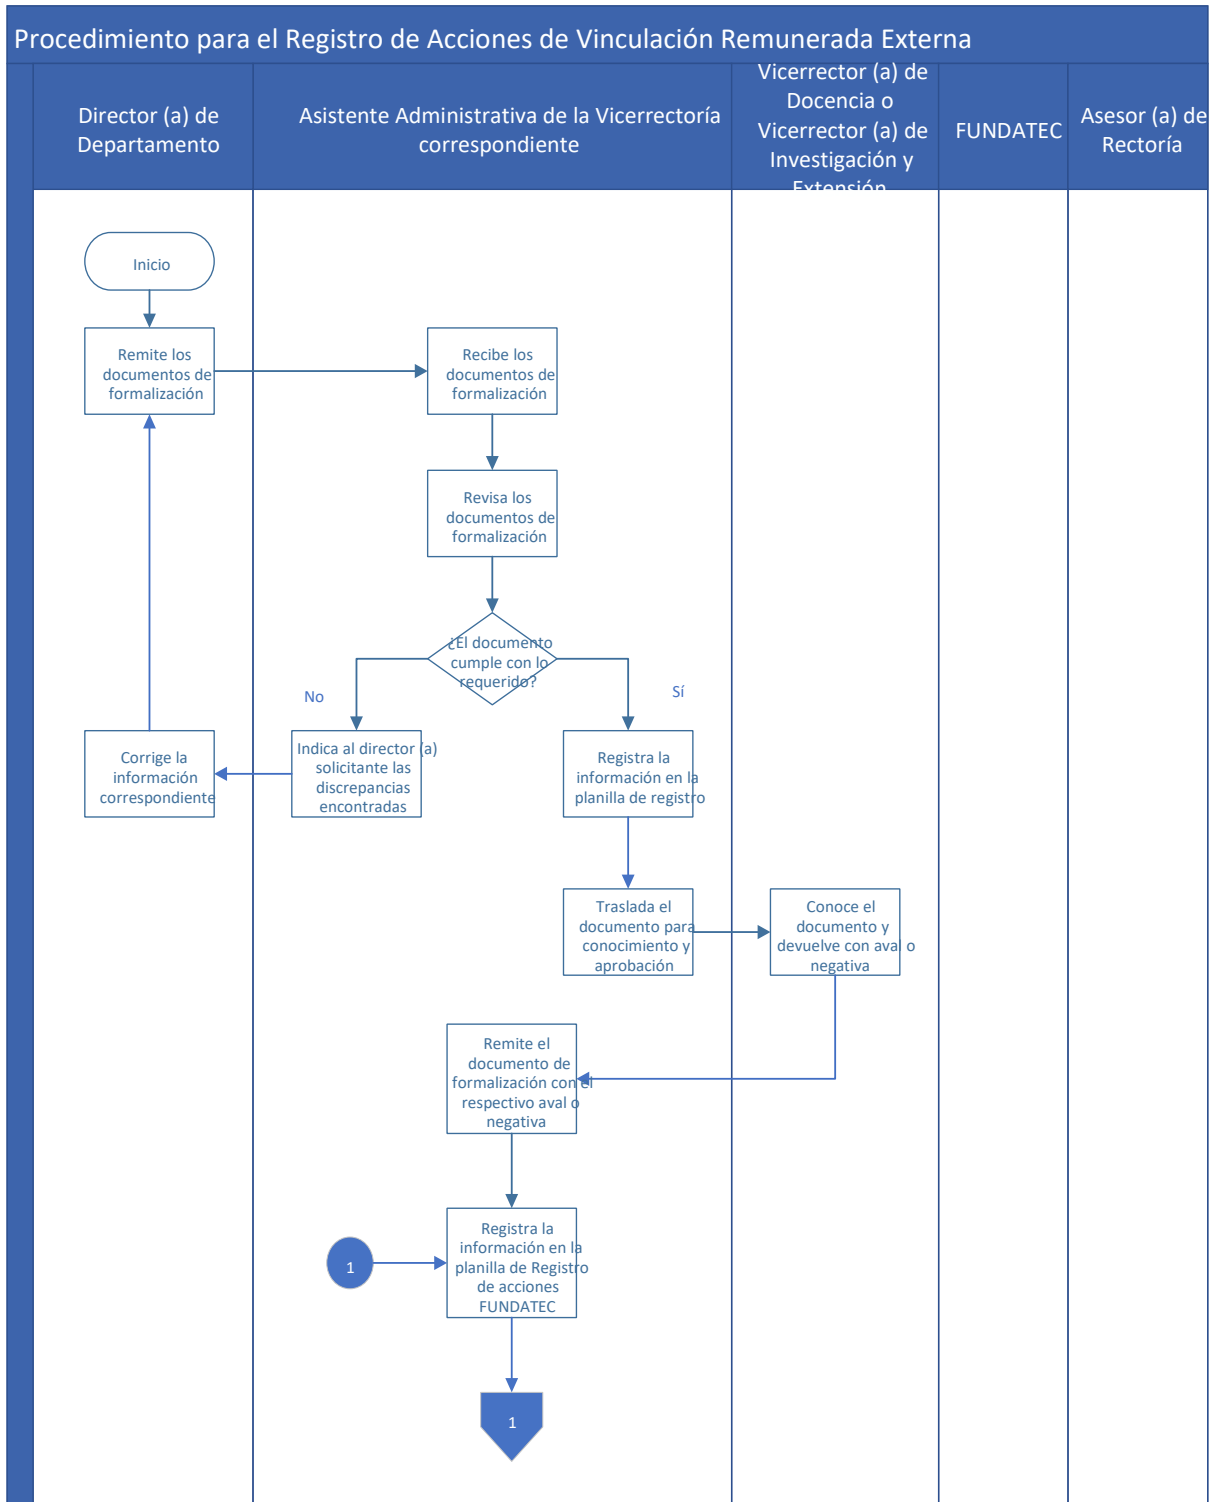 Procedimiento para el Registro de Acciones de Vinculación Remunerada Externa
Director (a) de
Departamento
Asistente Administrativa de la Vicerrectoría
correspondiente
Vicerrector (a) de
Docencia o
Vicerrector (a) de
Investigación y
Extensión
FUNDATEC
Asesor (a) de
Rectoría
Inicio
Remite los
documentos de
formalización
Recibe los
documentos de
formalización
Revisa los
documentos de
formalización
¿El documento
cumple con lo
requerido?
No
Sí
Corrige la
información
correspondiente
Indica al director (a)
solicitante las
discrepancias
encontradas
Registra la
información en la
planilla de registro
Traslada el
documento para
conocimiento y
aprobación
Conoce el
documento y
devuelve con aval o
negativa
Remite el
documento de
formalización con el
respectivo aval o
negativa
Registra la
información en la
planilla de Registro
de acciones
FUNDATEC
1
1